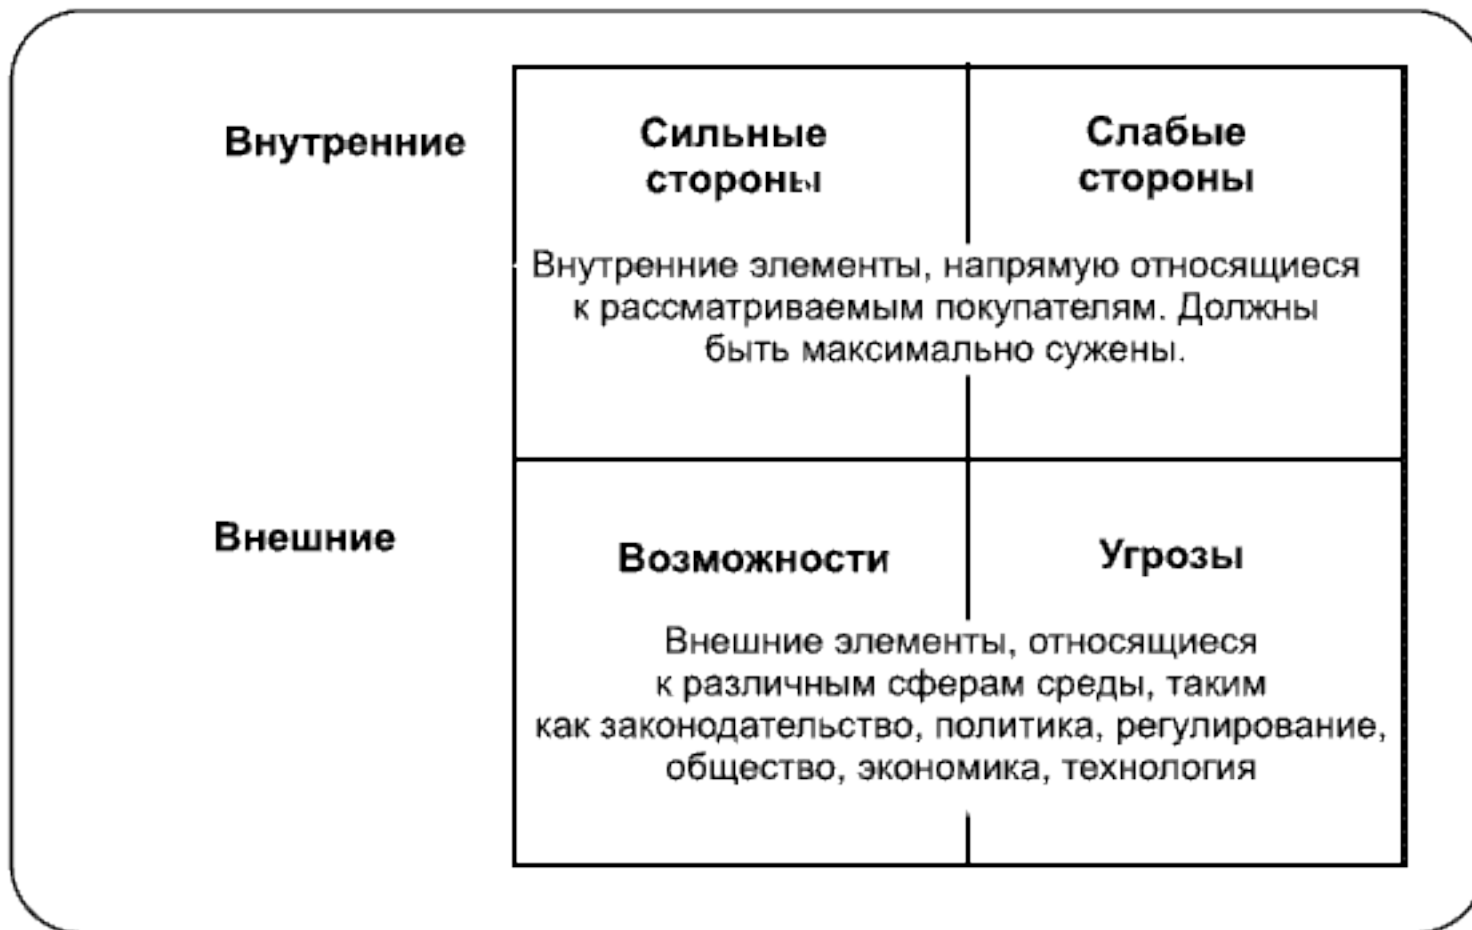 Внутренние
Сильные
стороны
Слабые
стороны
Внутренние элементы, напрямую относящиеся
к рассматриваемым покупателям. Должны
быть максимально сужены.
Внешние
Возможности
Угрозы
Внешние элементы, относящиеся
к различным сферам среды, таким
как законодательство, политика, регулирование,
общество, экономика, технология